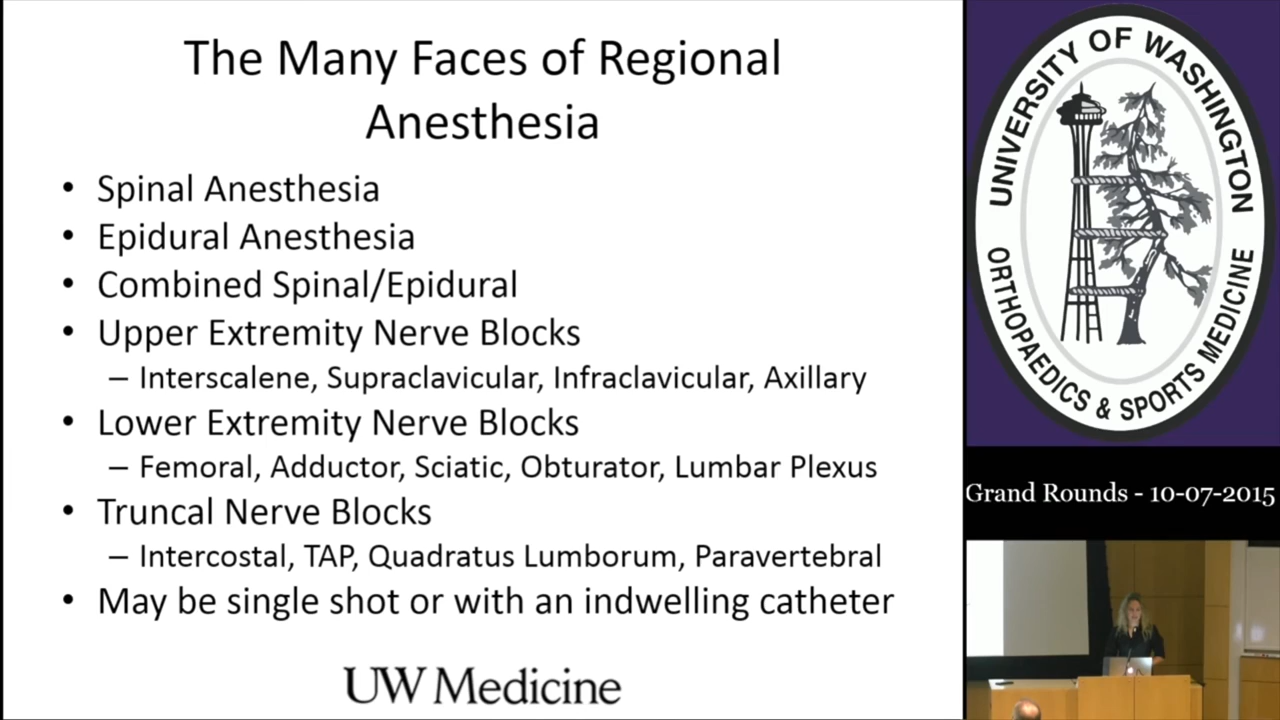 The Many Faces of Regional
Anesthesia
• Spinal Anesthesia
• Epidural Anesthesia
• Combined Spinal/Epidural
• Upper Extremity Nerve Blocks
– Interscalene, Supraclavicular, Infraclavicular, Axillary
• Lower Extremity Nerve Blocks
– Femoral, Adductor, Sciatic, Obturator, Lumbar Plexus
• Truncal Nerve Blocks
– Intercostal, TAP, Quadratus Lumborum, Paravertebral
• May be single shot or with an indwelling catheter
UW Medicine
UNIVERSITY OF WASHINGTON
ORTHOPAEDICS & SPORTS MEDICINE
Grand Rounds - 10-07-2015